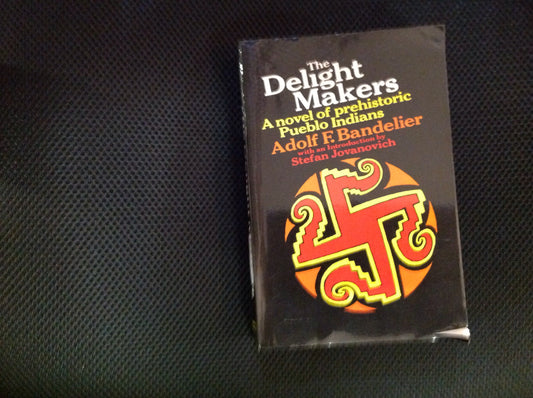 The
Delight
Makers
A novel of prehistoric
Pueblo Indians
Adolf F. Bandelier
with an Introduction by
Stefan Jovanovich